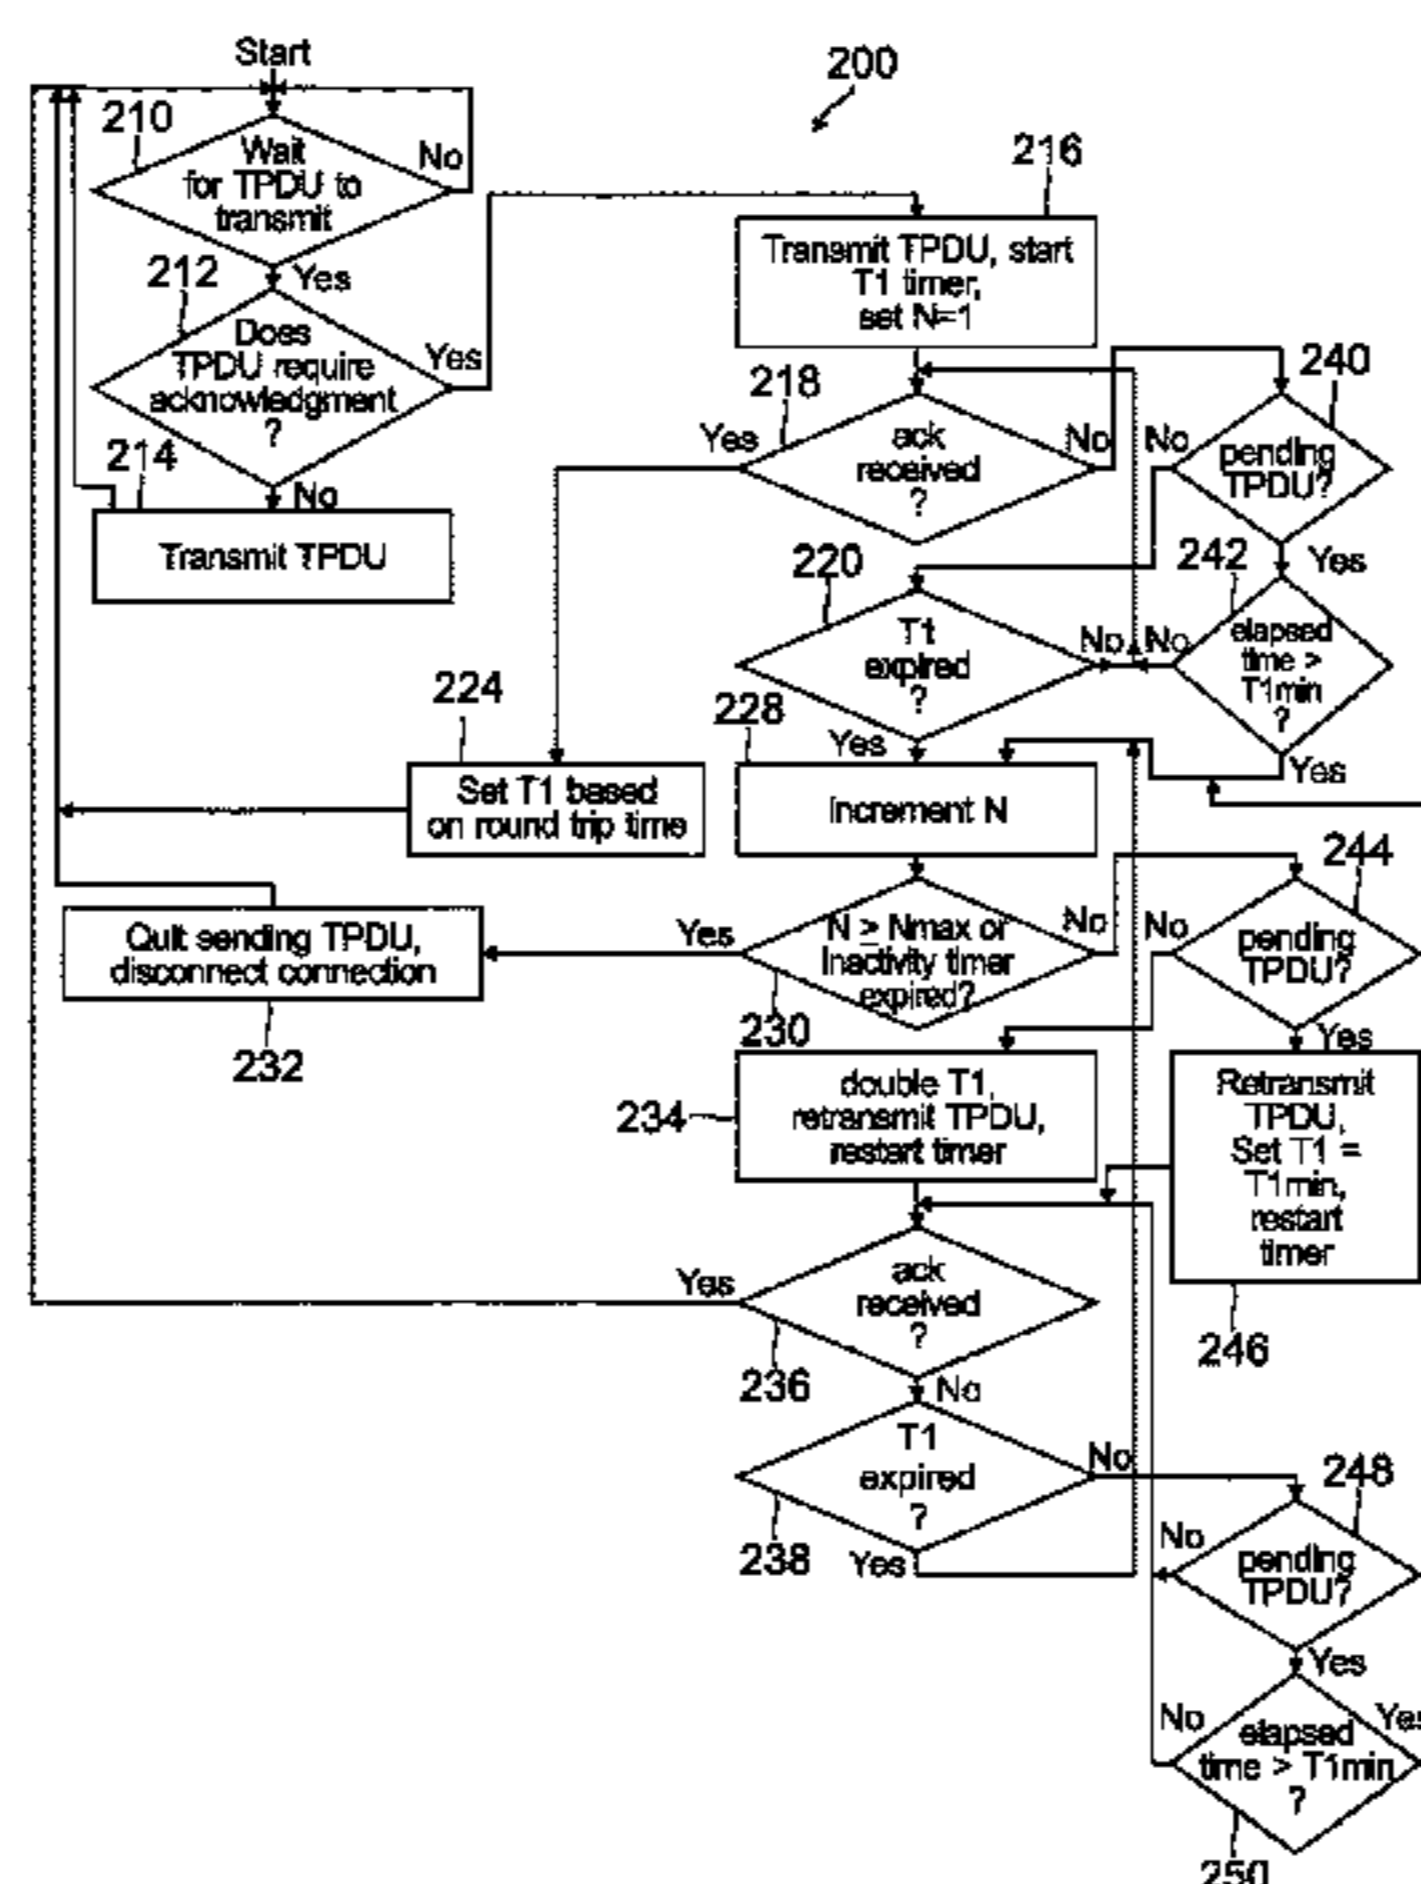 Start
200
210
Wait
for TPDU to
transmit
No
Yes
212
Does
TPDU require
acknowledgment
?
Yes
No
214
Transmit TPDU
216
Transmit TPDU, start
T1 timer,
set N=1
218
ack
received
?
Yes
No
240
pending
TPDU?
No
Yes
220
T1
expired
?
No
Yes
242
elapsed
time >
T1min
?
No
Yes
224
Set T1 based
on round trip time
228
Increment N
230
N ≥ Nmax or
Inactivity timer
expired?
Yes
No
232
Quit sending TPDU,
disconnect connection
244
pending
TPDU?
No
Yes
234
double T1,
retransmit TPDU,
restart timer
246
Retransmit
TPDU,
Set T1 =
T1min,
restart
timer
236
ack
received
?
Yes
No
238
T1
expired
?
No
Yes
248
pending
TPDU?
No
Yes
250
elapsed
time > T1min
?
No
Yes